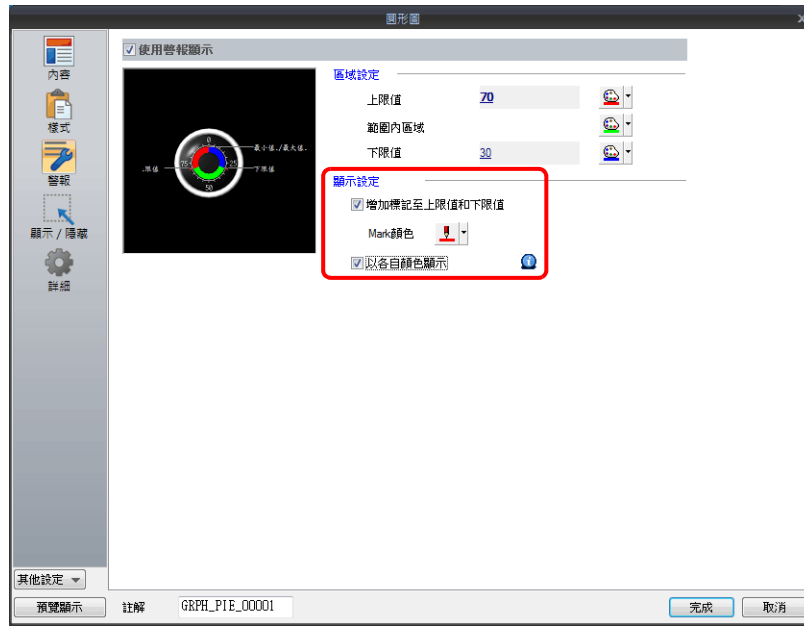 圓形圖
內容
樣式
警報
顯示 / 隱藏
詳細
其他設定
預覽顯示
使用警報顯示
0
最小值./最大值.
.限值
75
25
下限值
50
區域設定
上限值 70
範圍內區域
下限值 30
顯示設定
增加標記至上限值和下限值
Mark顏色
以各自顏色顯示
註解 GRPH_PIE_00001
完成 取消